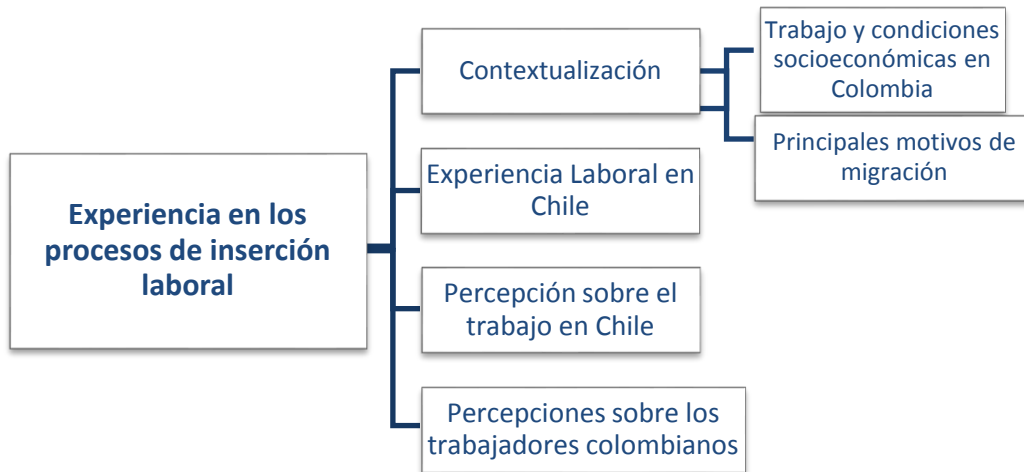 Experiencia en los
procesos de inserción
laboral
Contextualización
Trabajo y condiciones
socioeconómicas en
Colombia
Principales motivos de
migración
Experiencia Laboral en
Chile
Percepción sobre el
trabajo en Chile
Percepciones sobre los
trabajadores colombianos